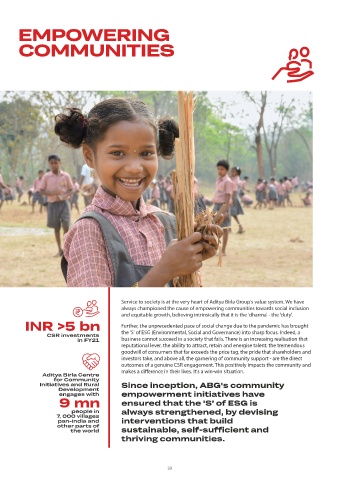 EMPOWERING
COMMUNITIES
Service to society is at the very heart of Aditya Birla Group's value system. We have
always championed the cause of empowering communities towards social inclusion
and equitable growth, believing intrinsically that it is the 'dharma' - the 'duty'.
INR >5 bn
CSR investments
in FY21
Further, the unprecedented pace of social change due to the pandemic has brought
the 'S' of ESG (Environmental, Social and Governance) into sharp focus. Indeed, a
business cannot succeed in a society that fails. There is an increasing realisation that
reputational lever, the ability to attract, retain and energise talent, the tremendous
goodwill of consumers that far exceeds the price tag, the pride that shareholders and
investors take, and above all, the garnering of community support - are the direct
outcomes of a genuine CSR engagement. This positively impacts the community and
makes a difference in their lives. It's a win-win situation.
Aditya Birla Centre
for Community
Initiatives and Rural
Development
engages with
9 mn
people in
7,000 villages
pan-India and
other parts of
the world
Since inception, ABG's community
empowerment initiatives have
ensured that the 'S' of ESG is
always strengthened, by devising
interventions that build
sustainable, self-sufficient and
thriving communities.